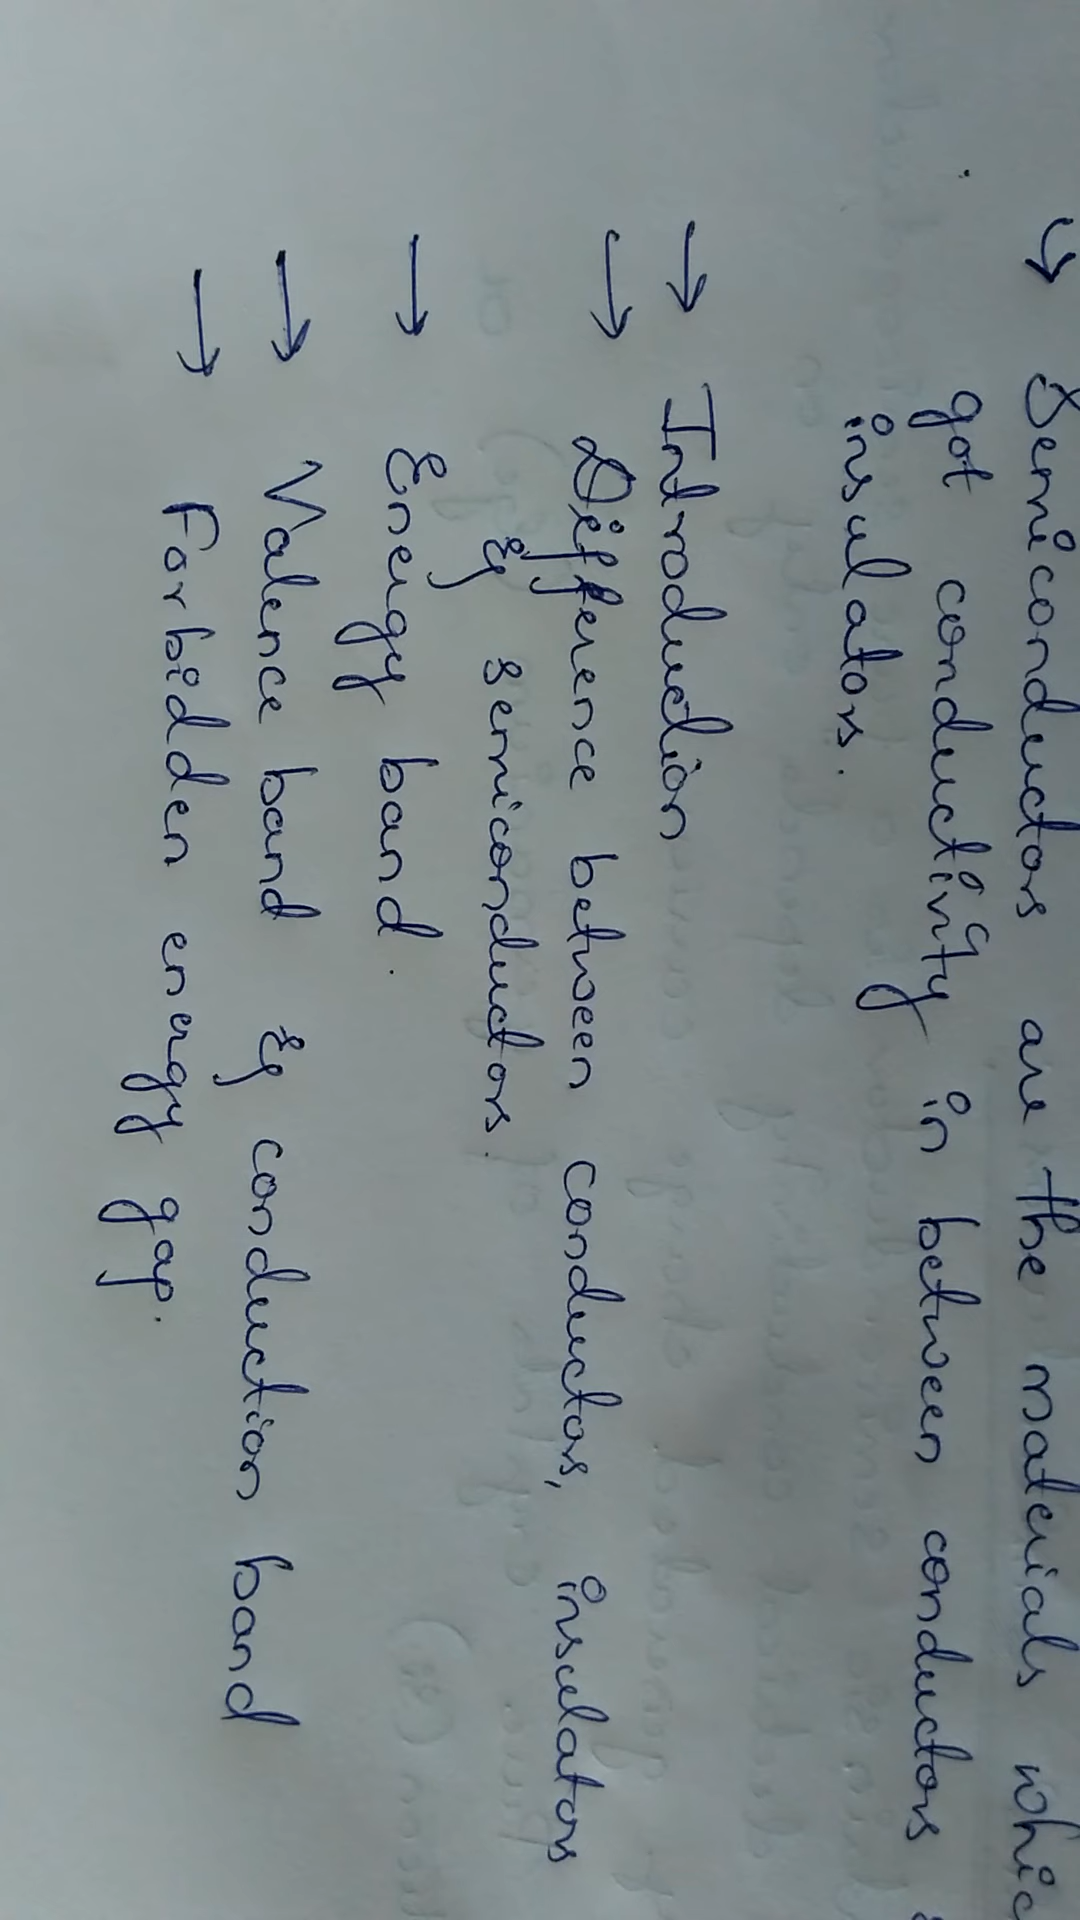 ↳ Semiconductors are the materials which
got conductivity in between conductors &
insulators.
→ Introduction
→ Difference between conductors, insulators
& semiconductors.
→ Energy band.
→ Valence band & conduction band
→ Forbidden energy gap.